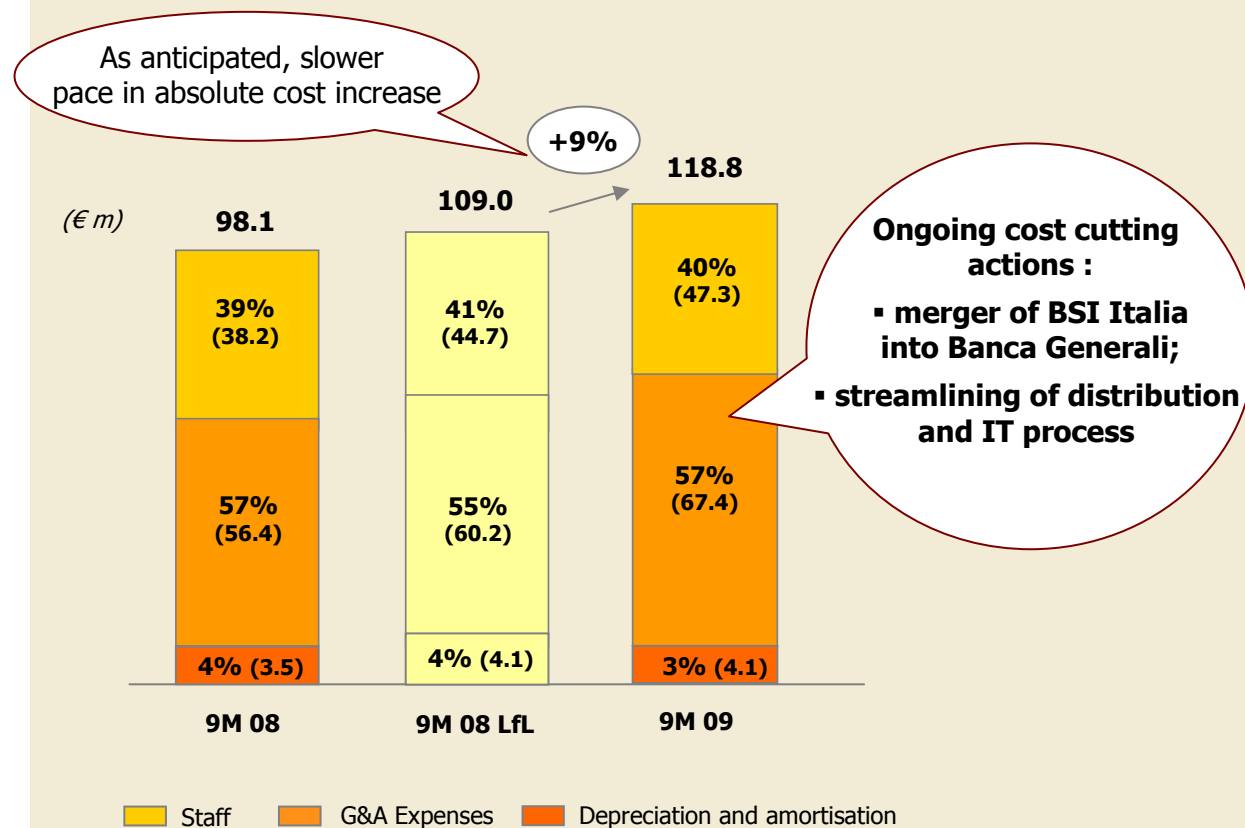 As anticipated, slower
pace in absolute cost increase
+9%
(€ m)
98.1
109.0
118.8
39%
(38.2)
41%
(44.7)
40%
(47.3)
57%
(56.4)
55%
(60.2)
57%
(67.4)
4% (3.5)
4% (4.1)
3% (4.1)
9M 08
9M 08 LfL
9M 09
Ongoing cost cutting
actions :
▪ merger of BSI Italia
into Banca Generali;
▪ streamlining of distribution
and IT process
Staff
G&A Expenses
Depreciation and amortisation